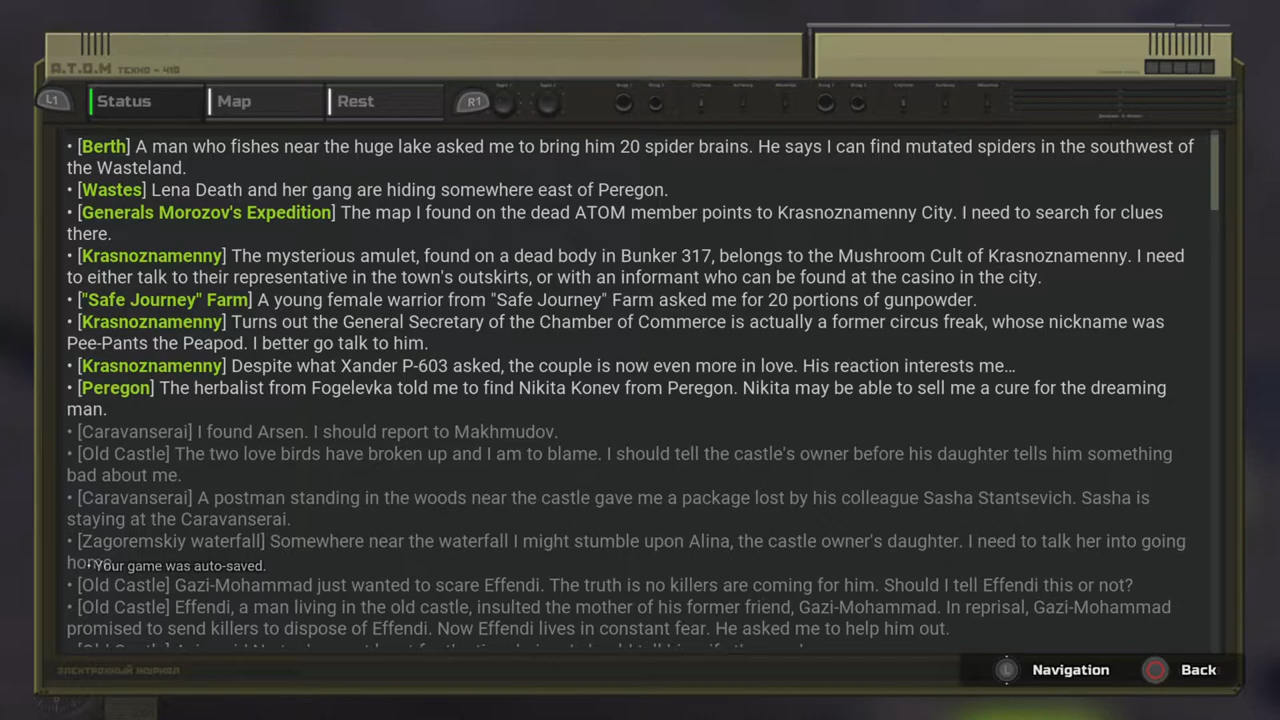 A.T.O.M ТЕХНО - 410
L1
Status
Map
Rest
R1
• [Berth] A man who fishes near the huge lake asked me to bring him 20 spider brains. He says I can find mutated spiders in the southwest of
the Wasteland.
• [Wastes] Lena Death and her gang are hiding somewhere east of Peregon.
• [Generals Morozov's Expedition] The map I found on the dead ATOM member points to Krasnoznamenny City. I need to search for clues
there.
• [Krasnoznamenny] The mysterious amulet, found on a dead body in Bunker 317, belongs to the Mushroom Cult of Krasnoznamenny. I need
to either talk to their representative in the town's outskirts, or with an informant who can be found at the casino in the city.
• ["Safe Journey" Farm] A young female warrior from "Safe Journey" Farm asked me for 20 portions of gunpowder.
• [Krasnoznamenny] Turns out the General Secretary of the Chamber of Commerce is actually a former circus freak, whose nickname was
Pee-Pants the Peapod. I better go talk to him.
• [Krasnoznamenny] Despite what Xander P-603 asked, the couple is now even more in love. His reaction interests me…
• [Peregon] The herbalist from Fogelevka told me to find Nikita Konev from Peregon. Nikita may be able to sell me a cure for the dreaming
man.
• [Caravanserai] I found Arsen. I should report to Makhmudov.
• [Old Castle] The two love birds have broken up and I am to blame. I should tell the castle's owner before his daughter tells him something
bad about me.
• [Caravanserai] A postman standing in the woods near the castle gave me a package lost by his colleague Sasha Stantsevich. Sasha is
staying at the Caravanserai.
• [Zagoremskiy waterfall] Somewhere near the waterfall I might stumble upon Alina, the castle owner's daughter. I need to talk her into going
home.
• Your game was auto-saved.
• [Old Castle] Gazi-Mohammad just wanted to scare Effendi. The truth is no killers are coming for him. Should I tell Effendi this or not?
• [Old Castle] Effendi, a man living in the old castle, insulted the mother of his former friend, Gazi-Mohammad. In reprisal, Gazi-Mohammad
promised to send killers to dispose of Effendi. Now Effendi lives in constant fear. He asked me to help him out.
ЭЛЕКТРОННЫЙ ЖУРНАЛ
L
Navigation
Back